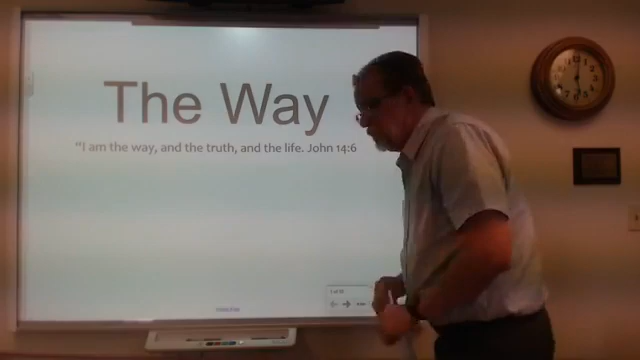 The Way
“I am the way, and the truth, and the life. John 14:6